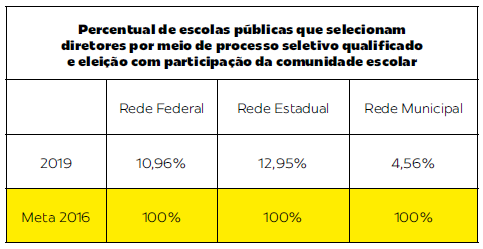 Percentual de escolas públicas que selecionam
diretores por meio de processo seletivo qualificado
e eleição com participação da comunidade escolar
Rede Federal Rede Estadual Rede Municipal
2019 10,96% 12,95% 4,56%
Meta 2016 100% 100% 100%